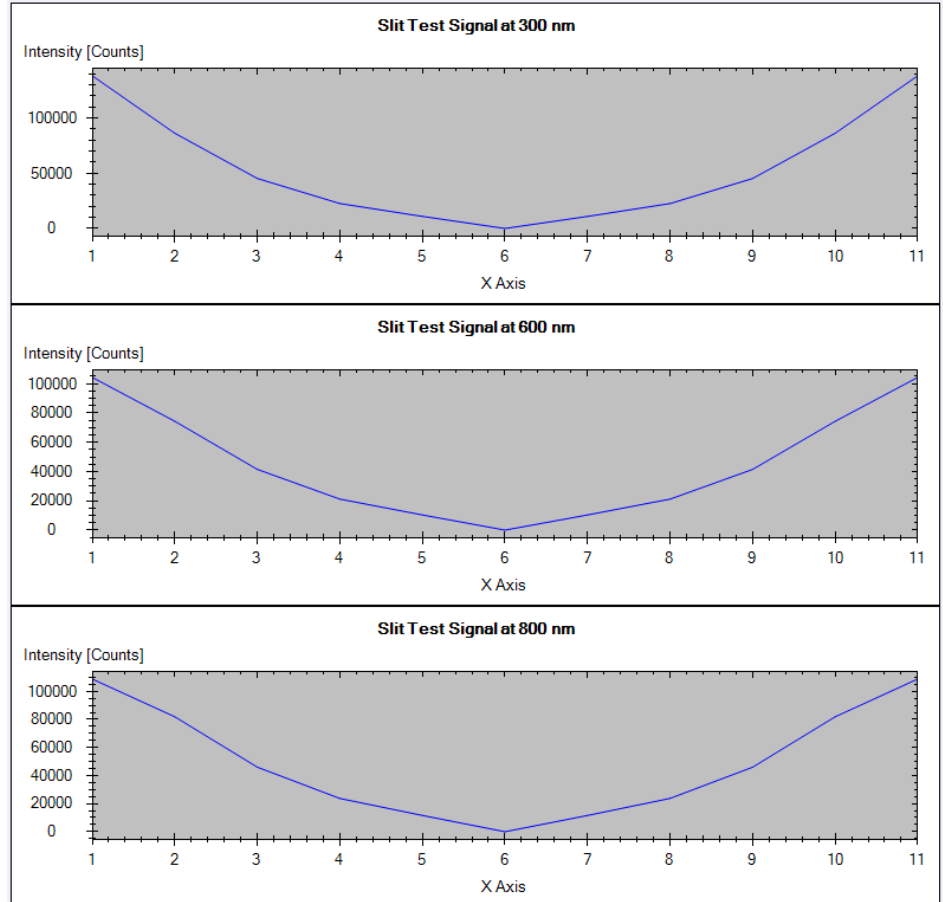 Slit Test Signal at 300 nm
Intensity [Counts]
100000
50000
0
1 2 3 4 5 6 7 8 9 10 11
X Axis
Slit Test Signal at 600 nm
Intensity [Counts]
100000
80000
60000
40000
20000
0
1 2 3 4 5 6 7 8 9 10 11
X Axis
Slit Test Signal at 800 nm
Intensity [Counts]
100000
80000
60000
40000
20000
0
1 2 3 4 5 6 7 8 9 10 11
X Axis